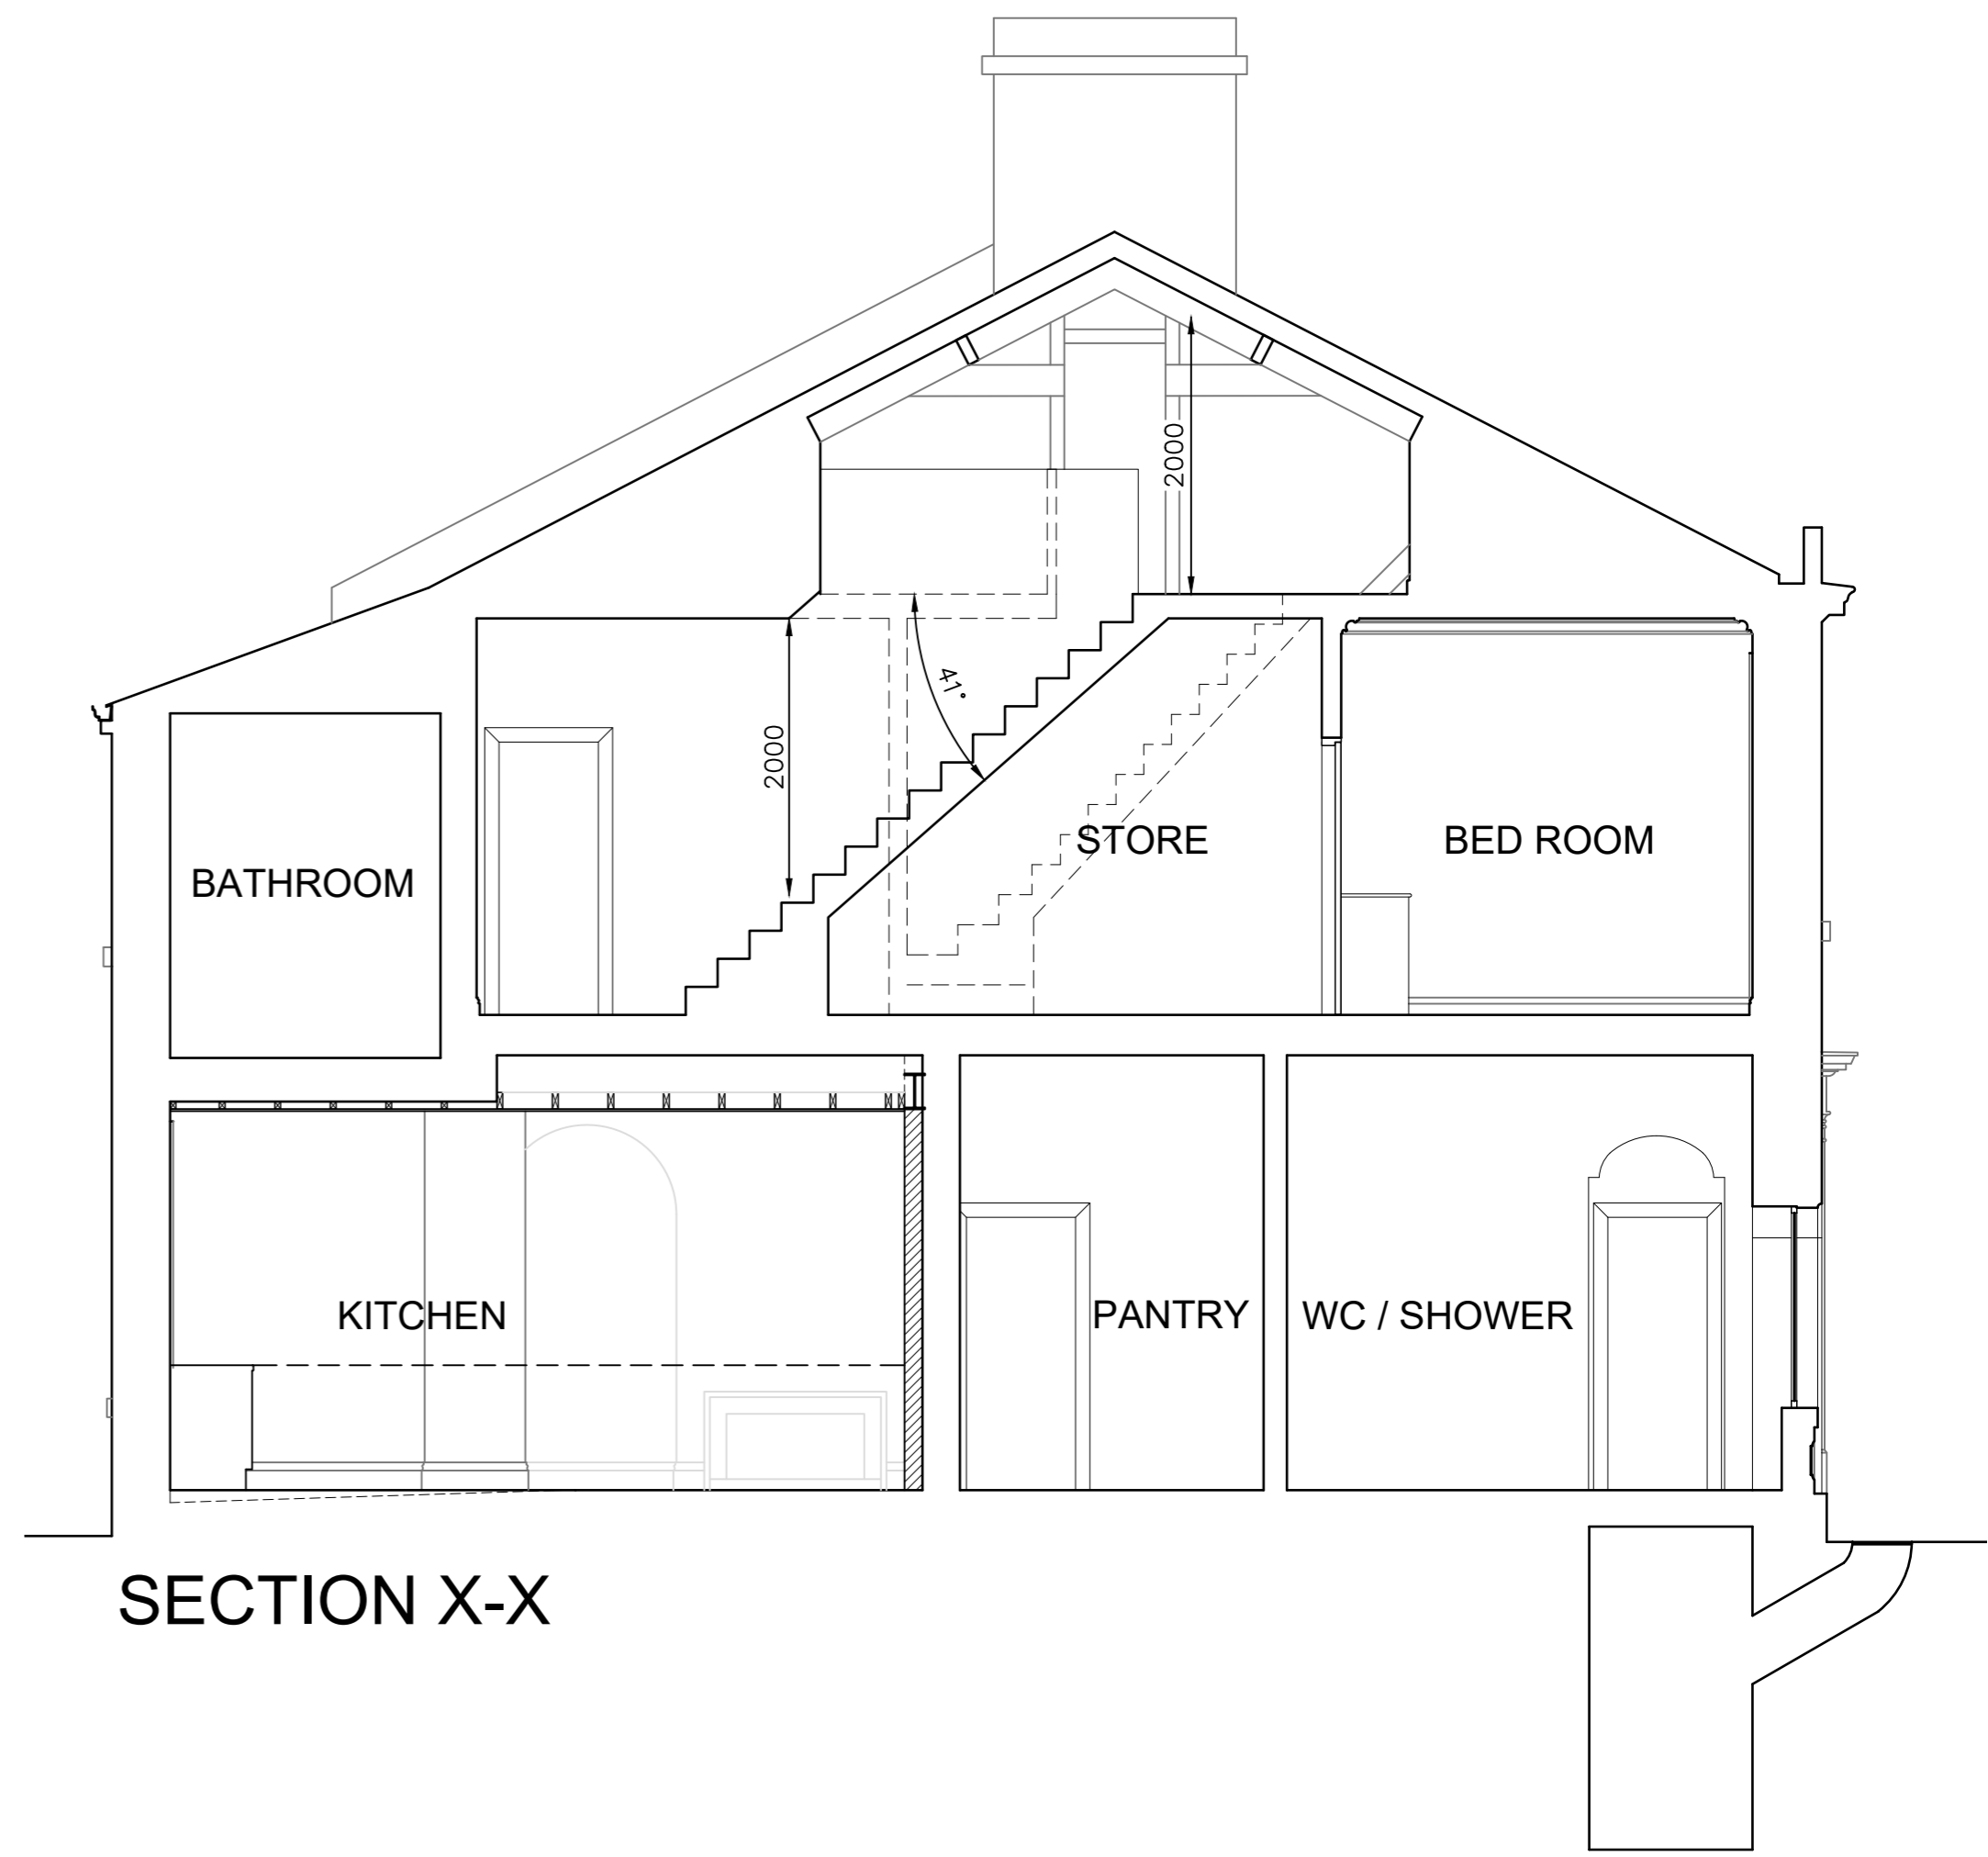 2000
41°
2000
STORE
BED ROOM
BATHROOM
KITCHEN
PANTRY
WC / SHOWER
SECTION X-X